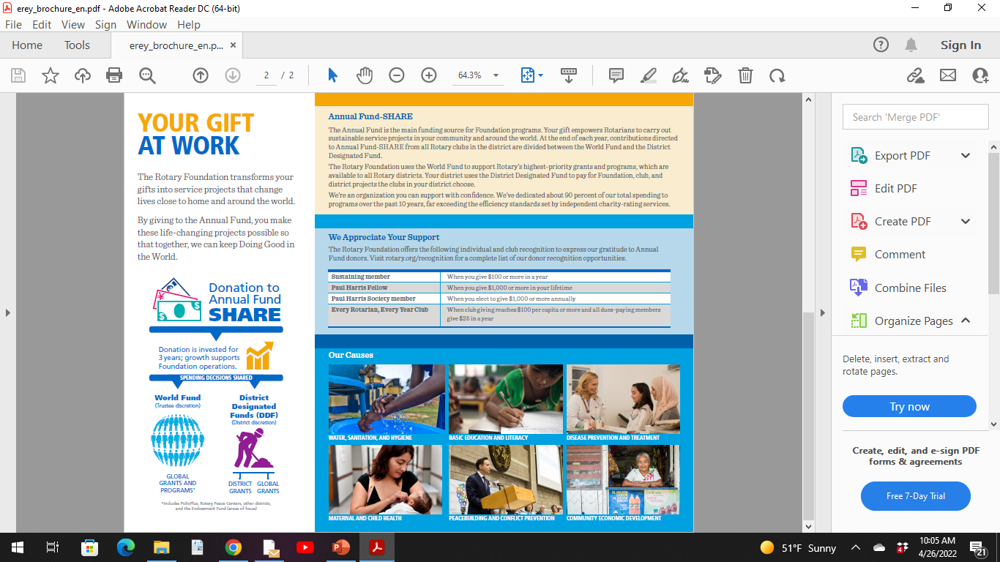 erey_brochure_en.pdf - Adobe Acrobat Reader DC (64-bit)
File Edit View Sign Window Help
Home Tools erey_brochure_en.p... × Sign In
2 / 2 64.3%
YOUR GIFT
AT WORK
The Rotary Foundation transforms your
gifts into service projects that change
lives close to home and around the world.
By giving to the Annual Fund, you make
these life-changing projects possible so
that together, we can keep Doing Good in
the World.
Donation to
Annual Fund
SHARE
Donation is invested for
3 years; growth supports
Foundation operations.
SPENDING DECISIONS SHARED
World Fund
(Trustee discretion)
GLOBAL
GRANTS AND
PROGRAMS*
District
Designated
Funds (DDF)
(District discretion)
DISTRICT
GRANTS
GLOBAL
GRANTS
*Includes PolioPlus, Rotary Peace Centers, other districts,
and the Endowment Fund (areas of focus)
Annual Fund-SHARE
The Annual Fund is the main funding source for Foundation programs. Your gift empowers Rotarians to carry out
sustainable service projects in your community and around the world. At the end of each year, contributions directed
to Annual Fund-SHARE from all Rotary clubs in the district are divided between the World Fund and the District
Designated Fund.
The Rotary Foundation uses the World Fund to support Rotary's highest-priority grants and programs, which are
available to all Rotary districts. Your district uses the District Designated Fund to pay for Foundation, club, and
district projects the clubs in your district choose.
We're an organization you can support with confidence. We've dedicated about 90 percent of our total spending to
programs over the past 10 years, far exceeding the efficiency standards set by independent charity-rating services.
We Appreciate Your Support
The Rotary Foundation offers the following individual and club recognition to express our gratitude to Annual
Fund donors. Visit rotary.org/recognition for a complete list of our donor recognition opportunities.
Sustaining member When you give $100 or more in a year
Paul Harris Fellow When you give $1,000 or more in your lifetime
Paul Harris Society member When you elect to give $1,000 or more annually
Every Rotarian, Every Year Club When club giving reaches $100 per capita or more and all dues-paying members
give $25 in a year
Our Causes
WATER, SANITATION, AND HYGIENE
BASIC EDUCATION AND LITERACY
DISEASE PREVENTION AND TREATMENT
MATERNAL AND CHILD HEALTH
PEACEBUILDING AND CONFLICT PREVENTION
COMMUNITY ECONOMIC DEVELOPMENT
Search 'Merge PDF'
Export PDF
Edit PDF
Create PDF
Comment
Combine Files
Organize Pages
Delete, insert, extract and
rotate pages.
Try now
Create, edit, and e-sign PDF
forms & agreements
Free 7-Day Trial
51°F Sunny
4
10:05 AM
4/26/2022
21